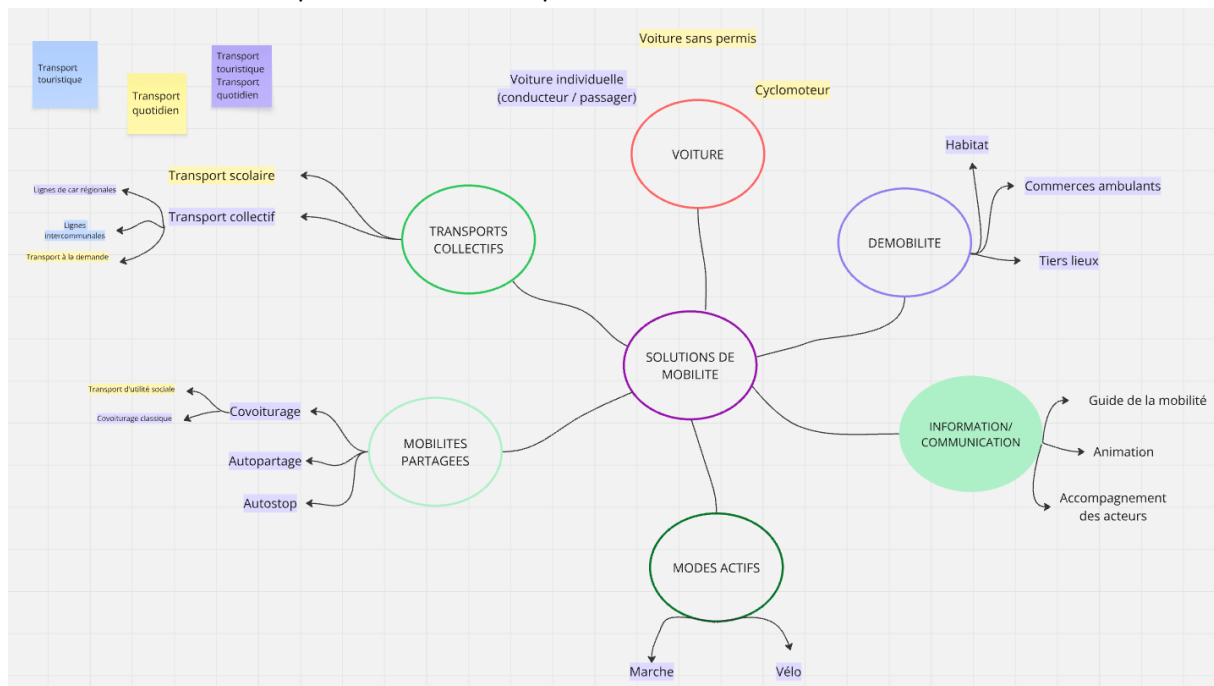 Transport
touristique
Transport
quotidien
Transport
touristique
Transport
quotidien
Voiture sans permis
Voiture individuelle
(conducteur / passager)
Cyclomoteur
VOITURE
Habitat
Commerces ambulants
Tiers lieux
DEMOBILITE
Transport scolaire
Transport collectif
Lignes de car régionales
Lignes
intercommunales
Transport à la demande
TRANSPORTS
COLLECTIFS
SOLUTIONS DE
MOBILITE
Transport d'utilité sociale
Covoiturage classique
Covoiturage
Autopartage
Autostop
MOBILITES
PARTAGEES
INFORMATION/
COMMUNICATION
Guide de la mobilité
Animation
Accompagnement
des acteurs
MODES ACTIFS
Marche
Vélo